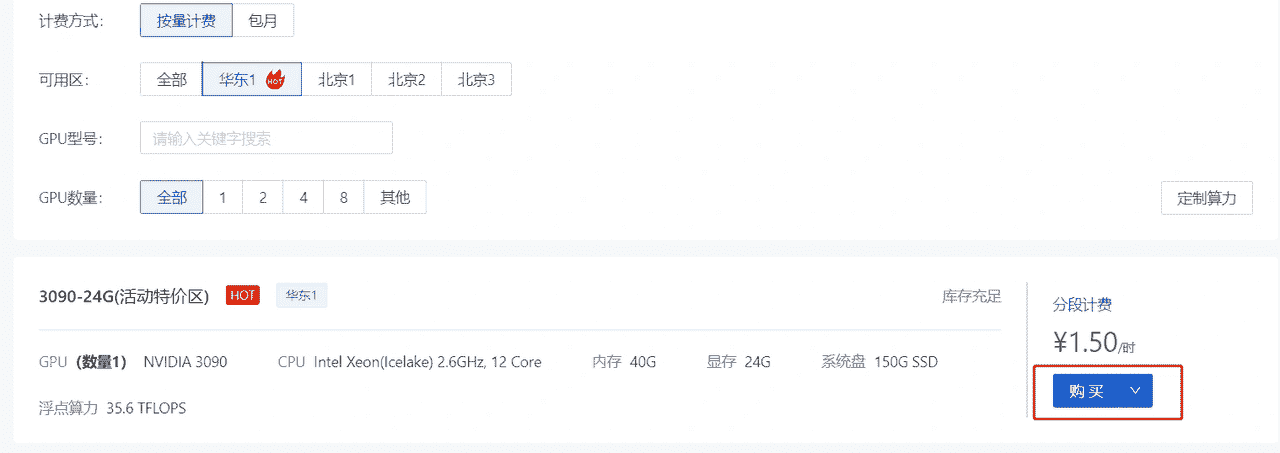 计费方式: 按量计费 包月
可用区: 全部 华东1 HOT 北京1 北京2 北京3
GPU型号: 请输入关键字搜索
GPU数量: 全部 1 2 4 8 其他 定制算力
3090-24G(活动特价区) HOT 华东1 库存充足
分段计费
¥1.50/时
GPU (数量1) NVIDIA 3090 CPU Intel Xeon(Icelake) 2.6GHz, 12 Core 内存 40G 显存 24G 系统盘 150G SSD
购买
浮点算力 35.6 TFLOPS